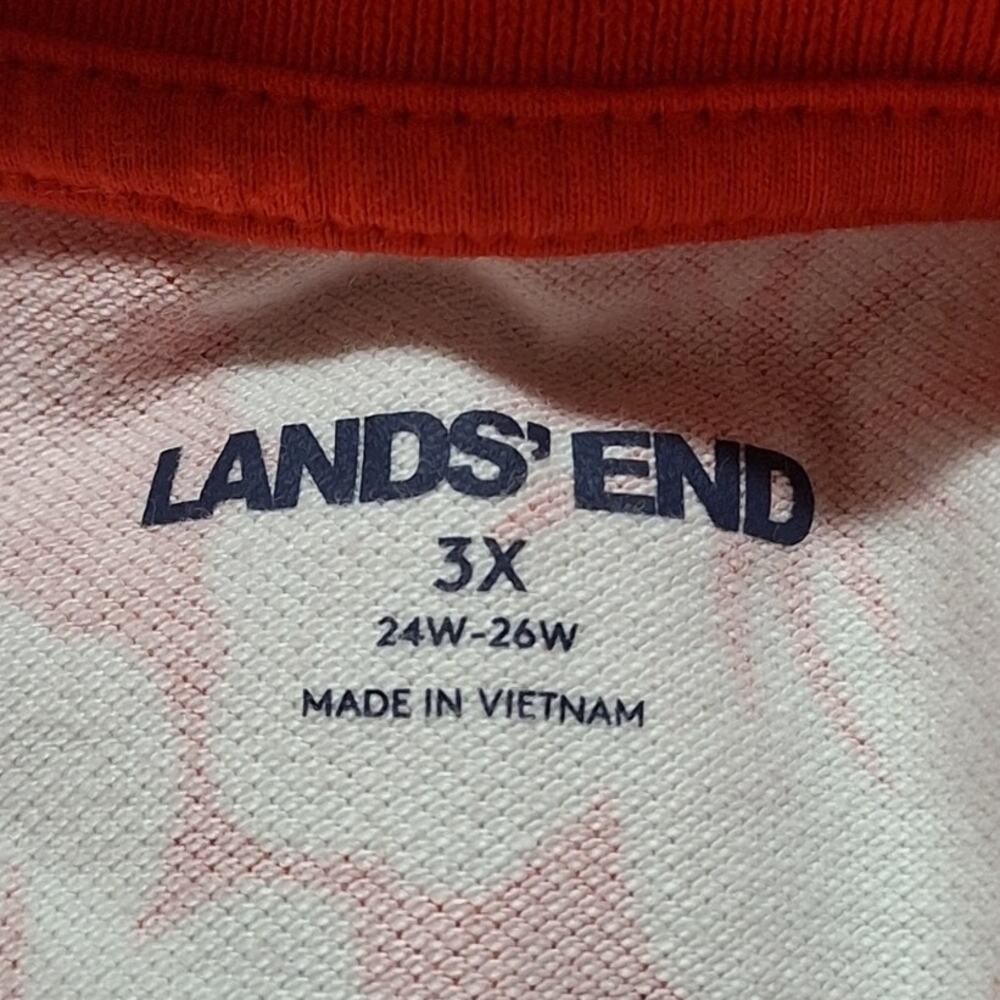 LANDS' END
3X
24W-26W
MADE IN VIETNAM